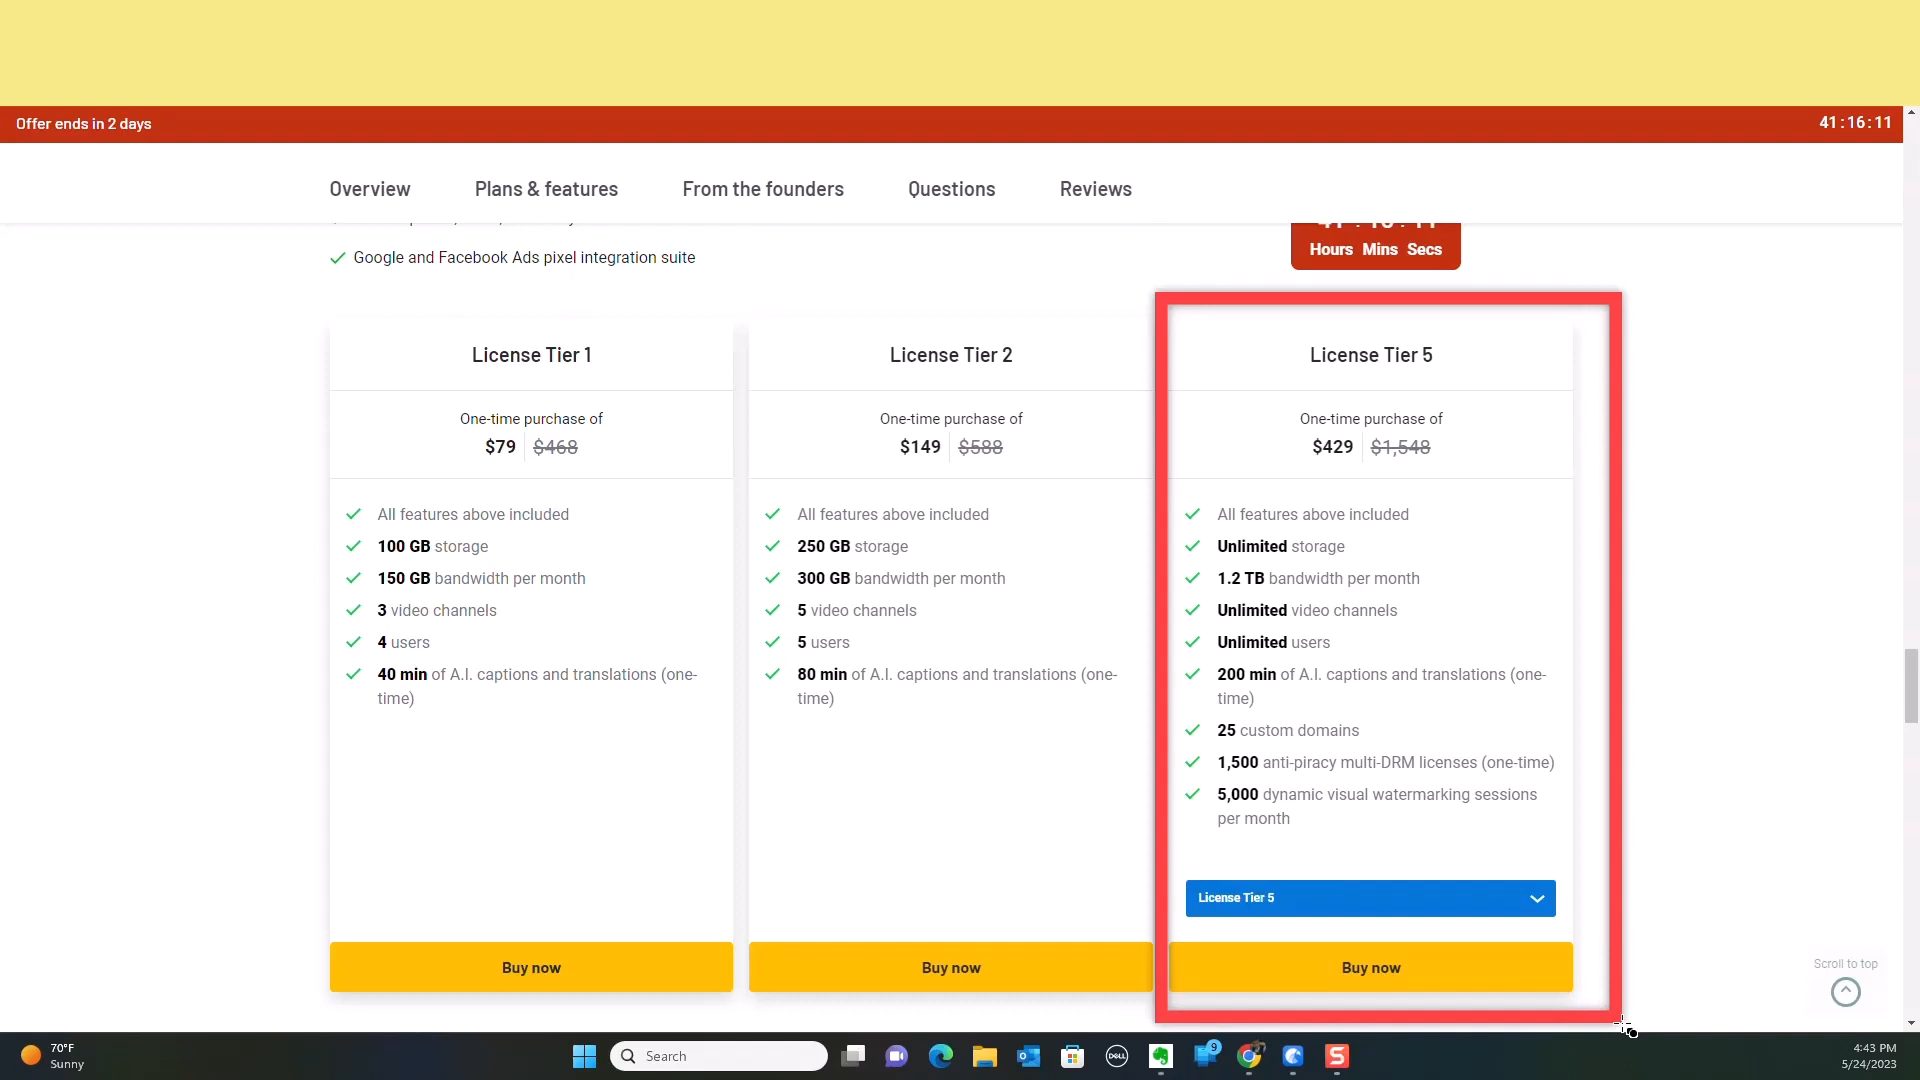 Offer ends in 2 days
41:16:11
Overview
Plans & features
From the founders
Questions
Reviews
Google and Facebook Ads pixel integration suite
Hours Mins Secs
License Tier 1
One-time purchase of
$79 $468
All features above included
100 GB storage
150 GB bandwidth per month
3 video channels
4 users
40 min of A.I. captions and translations (one-
time)
Buy now
License Tier 2
One-time purchase of
$149 $588
All features above included
250 GB storage
300 GB bandwidth per month
5 video channels
5 users
80 min of A.I. captions and translations (one-
time)
Buy now
License Tier 5
One-time purchase of
$429 $1,548
All features above included
Unlimited storage
1.2 TB bandwidth per month
Unlimited video channels
Unlimited users
200 min of A.I. captions and translations (one-
time)
25 custom domains
1,500 anti-piracy multi-DRM licenses (one-time)
5,000 dynamic visual watermarking sessions
per month
License Tier 5
Buy now
Scroll to top
70°F
Sunny
Search
DELL
9
S
4:43 PM
5/24/2023